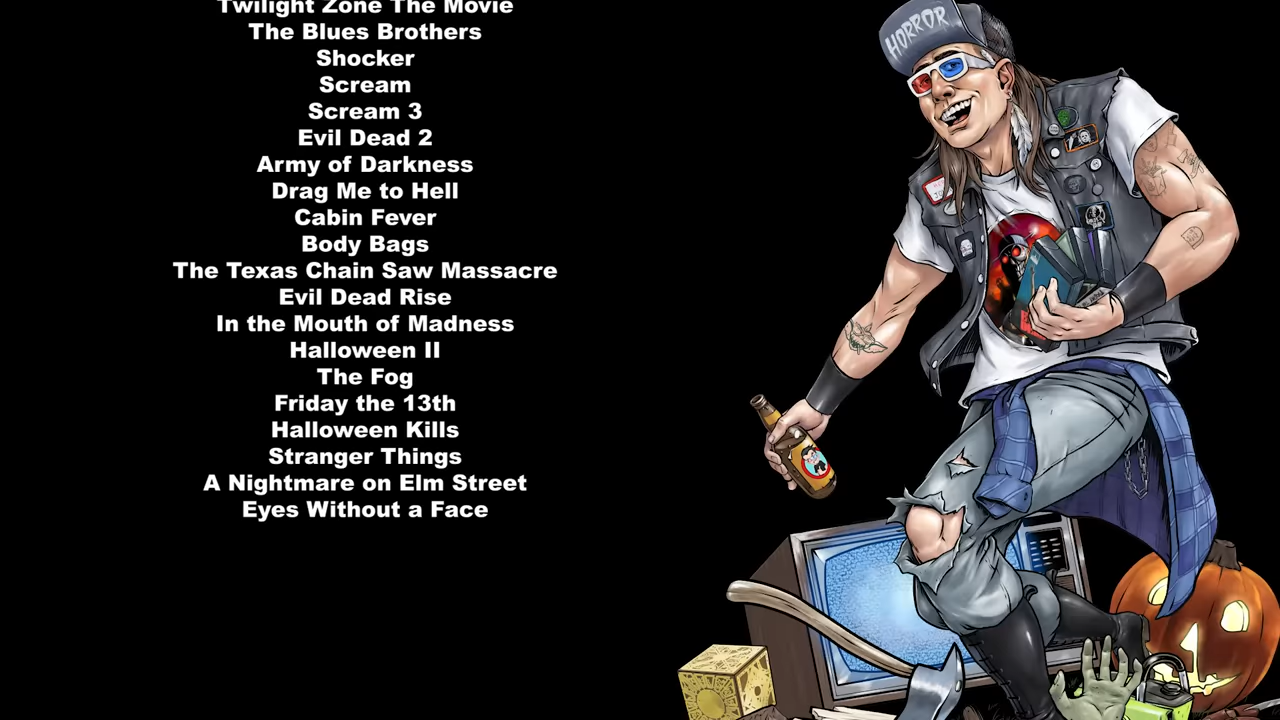 Twilight Zone The Movie
The Blues Brothers
Shocker
Scream
Scream 3
Evil Dead 2
Army of Darkness
Drag Me to Hell
Cabin Fever
Body Bags
The Texas Chain Saw Massacre
Evil Dead Rise
In the Mouth of Madness
Halloween II
The Fog
Friday the 13th
Halloween Kills
Stranger Things
A Nightmare on Elm Street
Eyes Without a Face
HORROR